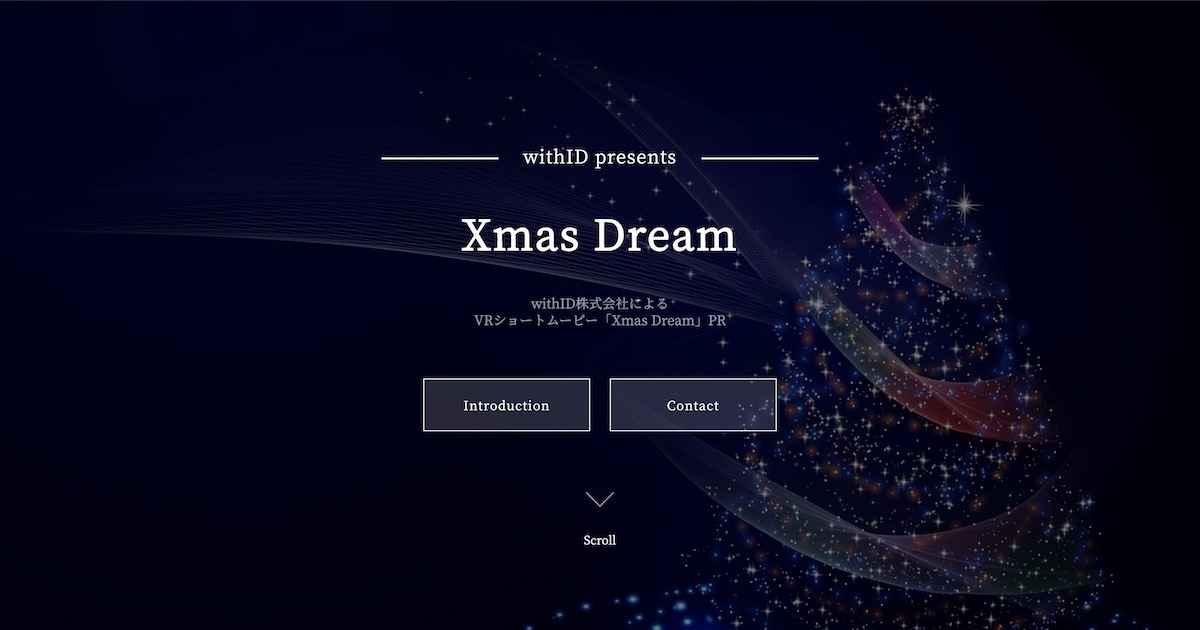 withID presents
Xmas Dream
withID株式会社による
VRショートムービー「Xmas Dream」PR
Introduction
Contact
Scroll